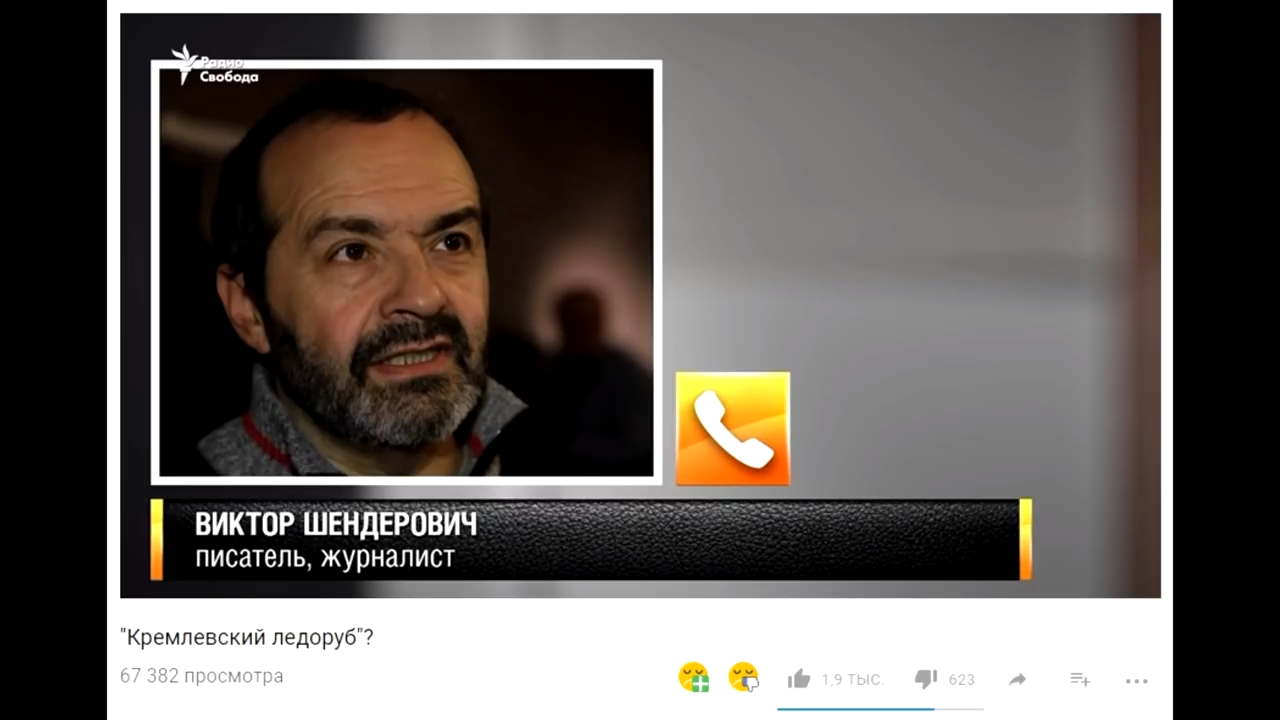 Радио
Свобода
ВИКТОР ШЕНДЕРОВИЧ
писатель, журналист
"Кремлевский ледоруб"?
67 382 просмотра
1,9 ТЫС.
623